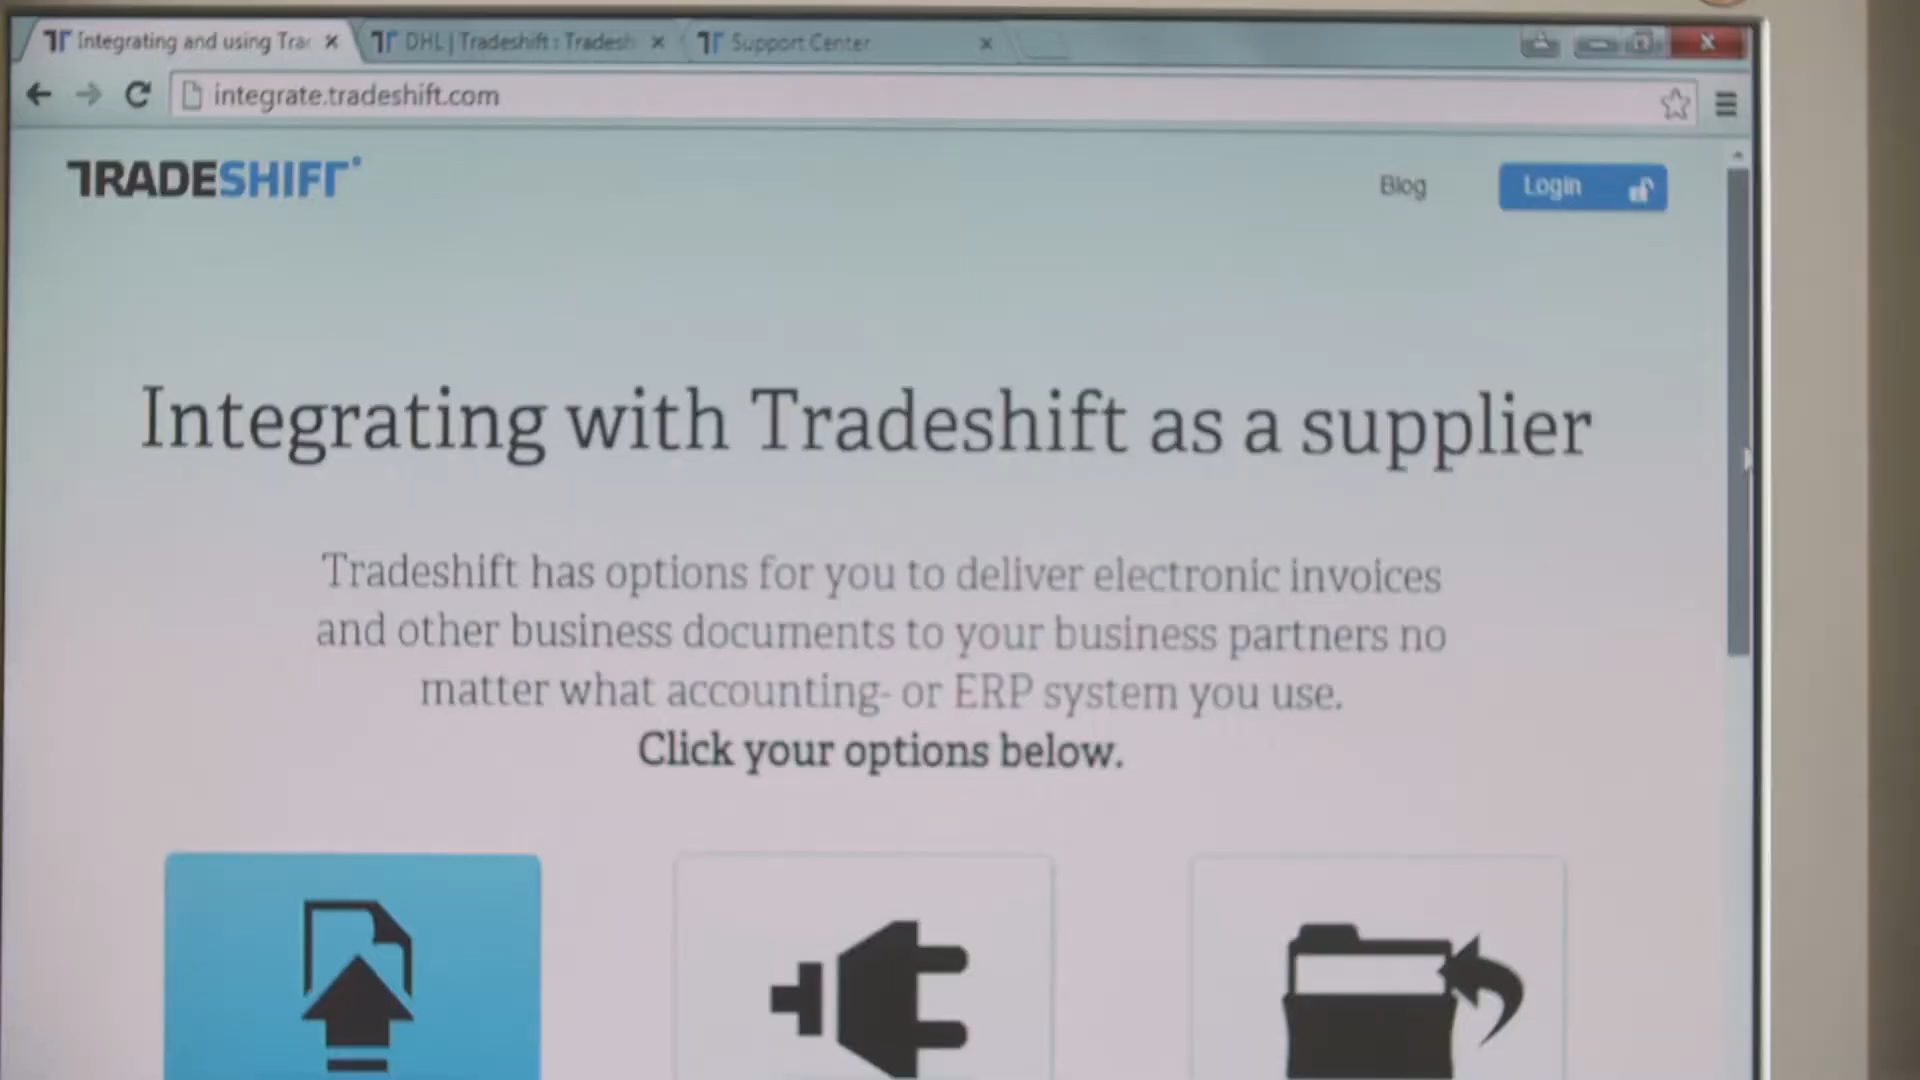 Integrating and using Tra
DHL | Tradeshift : Tradesh
Support Center
integrate.tradeshift.com
TRADESHIFT
Blog
Login
Integrating with Tradeshift as a supplier
Tradeshift has options for you to deliver electronic invoices
and other business documents to your business partners no
matter what accounting- or ERP system you use.
Click your options below.